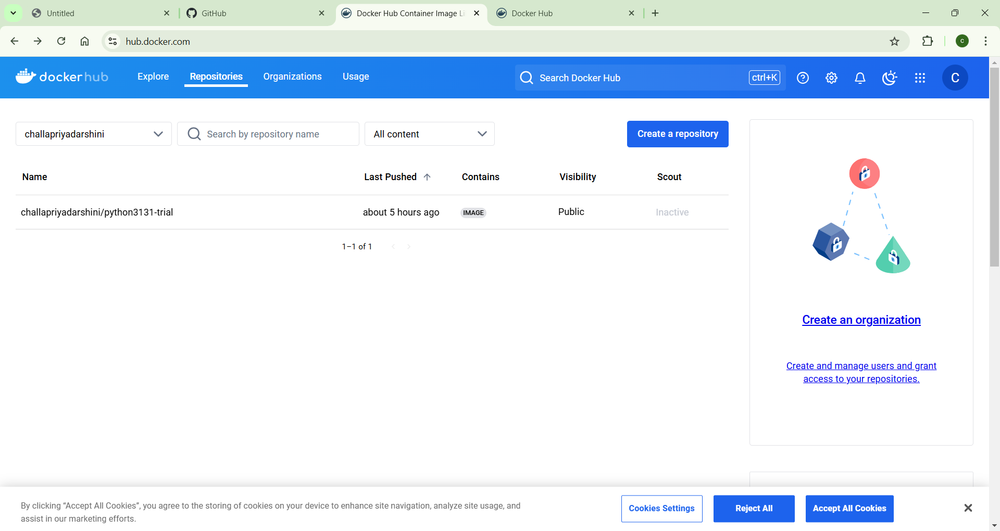 Untitled
GitHub
Docker Hub Container Image Li
Docker Hub
hub.docker.com
C
docker hub
Explore
Repositories
Organizations
Usage
Search Docker Hub
ctrl+K
C
challapriyadarshini
Search by repository name
All content
Create a repository
Name
Last Pushed
Contains
Visibility
Scout
challapriyadarshini/python3131-trial
about 5 hours ago
IMAGE
Public
Inactive
1–1 of 1
Create an organization
Create and manage users and grant
access to your repositories.
By clicking “Accept All Cookies”, you agree to the storing of cookies on your device to enhance site navigation, analyze site usage, and
assist in our marketing efforts.
Cookies Settings
Reject All
Accept All Cookies